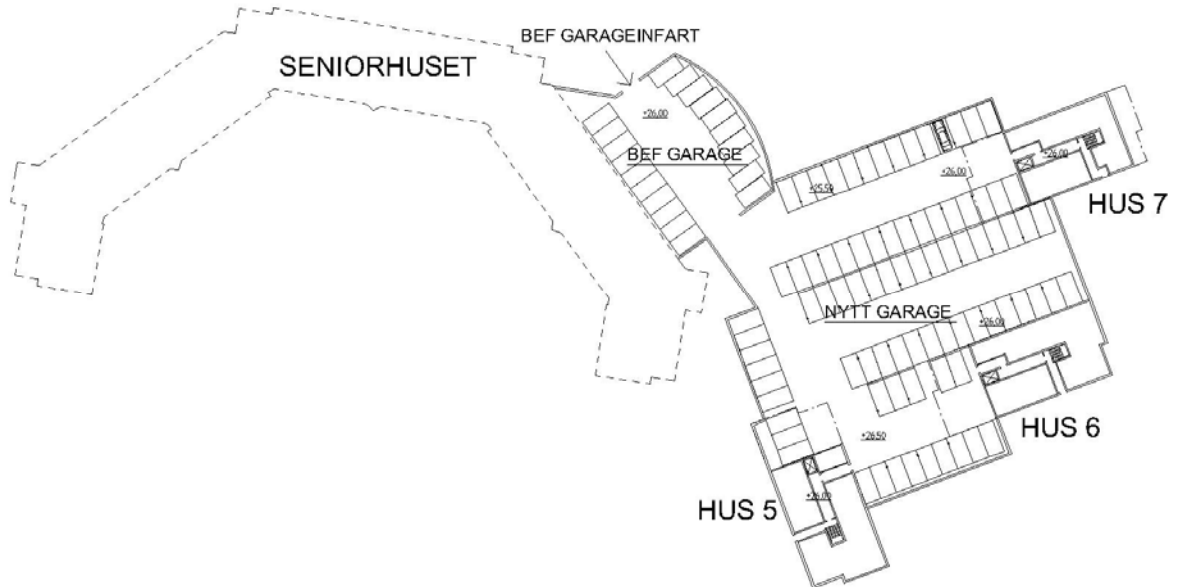 BEF GARAGEINFART
SENIORHUSET
+26.00
BEF GARAGE
+26.00
+25.50
+26.00
HUS 7
NYTT GARAGE
+26.00
HUS 6
+26.50
+26.00
HUS 5